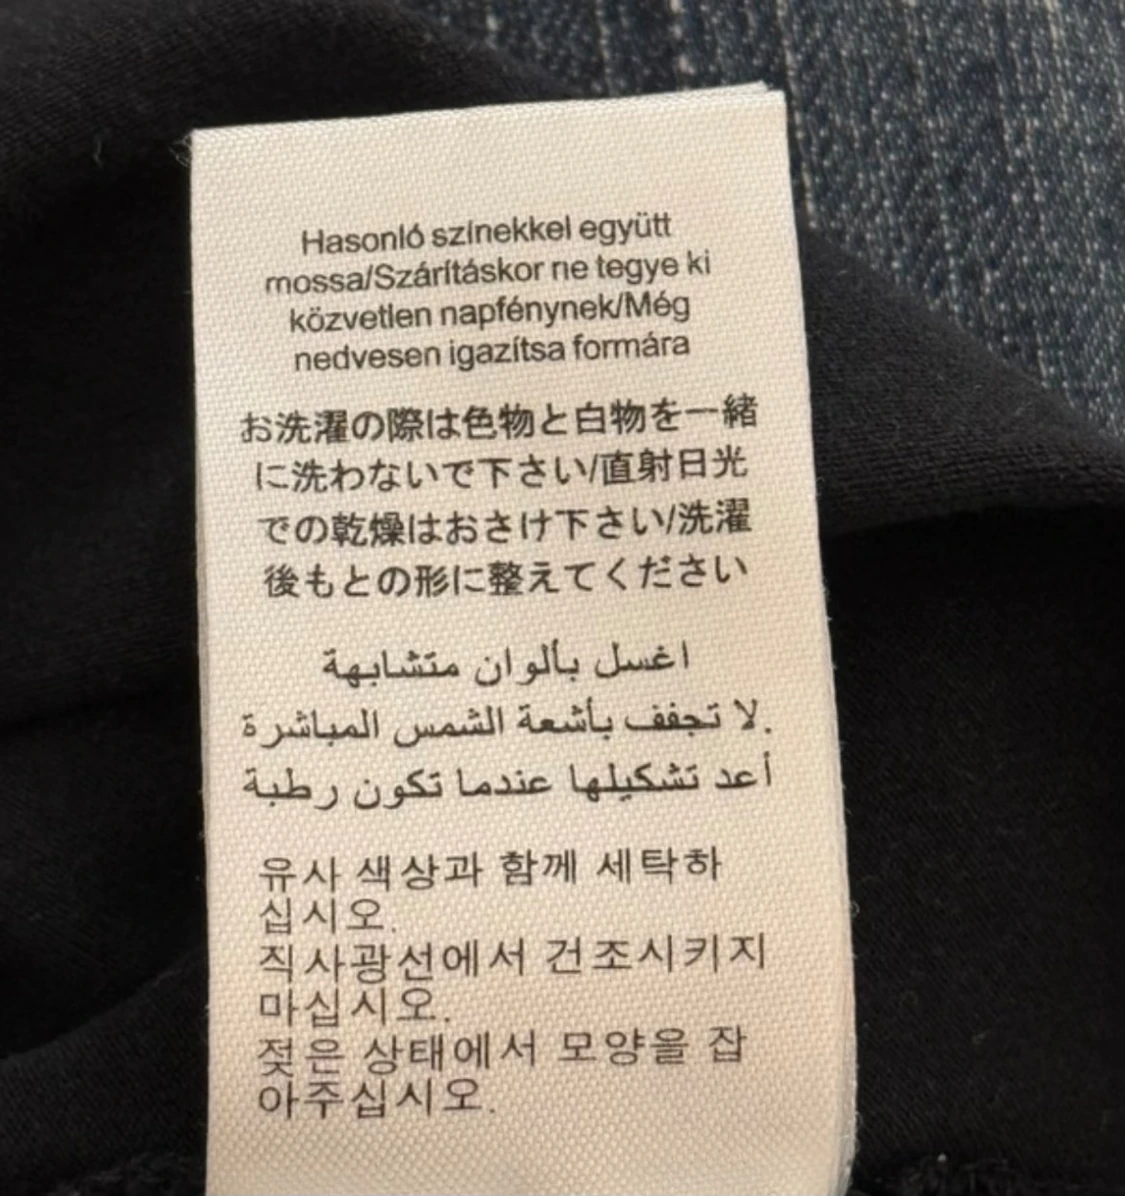 Hasonló színekkel együtt
mossa/Szárításkor ne tegye ki
közvetlen napfénynek/Még
nedvesen igazítsa formára
お洗濯の際は色物と白物を一緒
に洗わないで下さい/直射日光
での乾燥はおさけ下さい/洗濯
後もとの形に整えてください
اغسل بألوان متشابهة
.لا تجفف بأشعة الشمس المباشرة
أعد تشكيلها عندما تكون رطبة
유사 색상과 함께 세탁하
십시오.
직사광선에서 건조시키지
마십시오.
젖은 상태에서 모양을 잡
아주십시오.